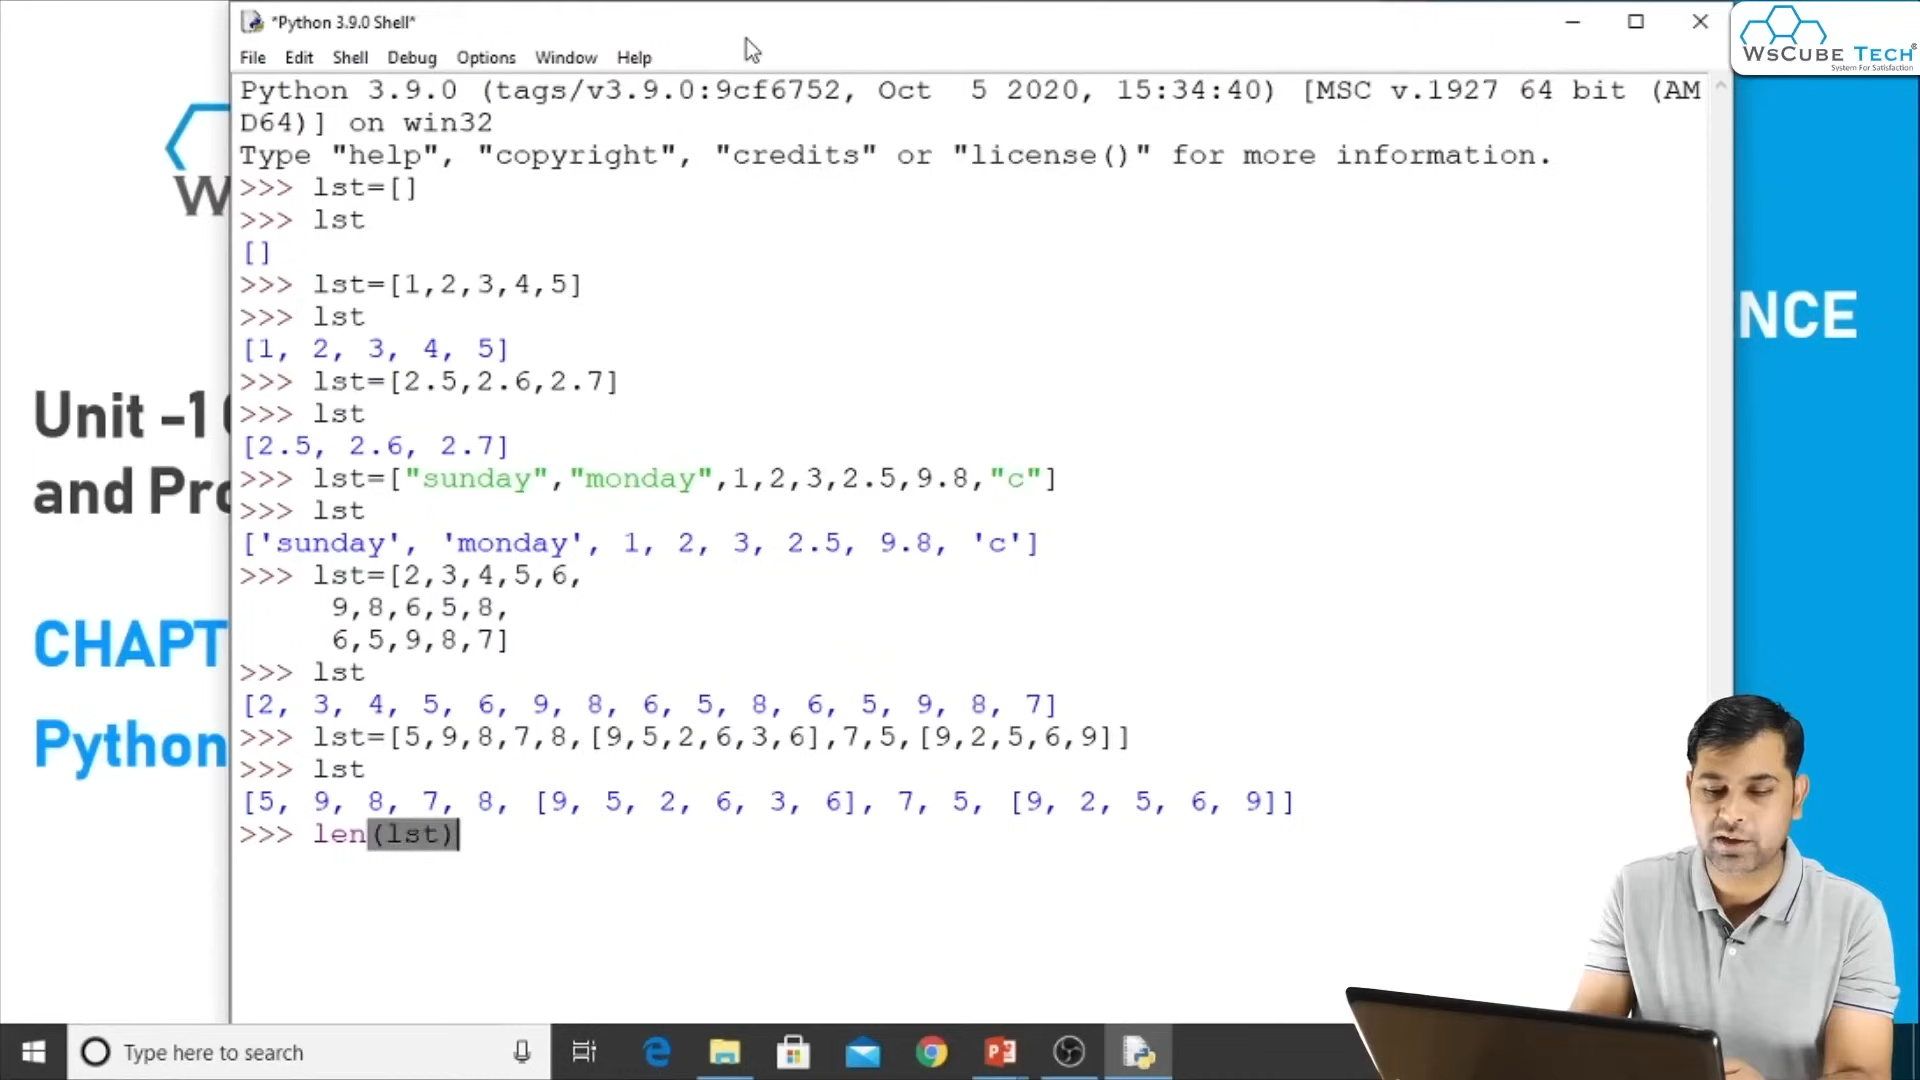 *Python 3.9.0 Shell*
File Edit Shell Debug Options Window Help
Python 3.9.0 (tags/v3.9.0:9cf6752, Oct  5 2020, 15:34:40) [MSC v.1927 64 bit (AM
D64)] on win32
Type "help", "copyright", "credits" or "license()" for more information.
>>> lst=[]
>>> lst
[]
>>> lst=[1,2,3,4,5]
>>> lst
[1, 2, 3, 4, 5]
>>> lst=[2.5,2.6,2.7]
>>> lst
[2.5, 2.6, 2.7]
>>> lst=["sunday","monday",1,2,3,2.5,9.8,"c"]
>>> lst
['sunday', 'monday', 1, 2, 3, 2.5, 9.8, 'c']
>>> lst=[2,3,4,5,6,
9,8,6,5,8,
6,5,9,8,7]
>>> lst
[2, 3, 4, 5, 6, 9, 8, 6, 5, 8, 6, 5, 9, 8, 7]
>>> lst=[5,9,8,7,8,[9,5,2,6,3,6],7,5,[9,2,5,6,9]]
>>> lst
[5, 9, 8, 7, 8, [9, 5, 2, 6, 3, 6], 7, 5, [9, 2, 5, 6, 9]]
>>> len(lst)
WsCube Tech®
System For Satisfaction
W
Unit -1
and Pro
CHAPT
Python
NCE
Type here to search